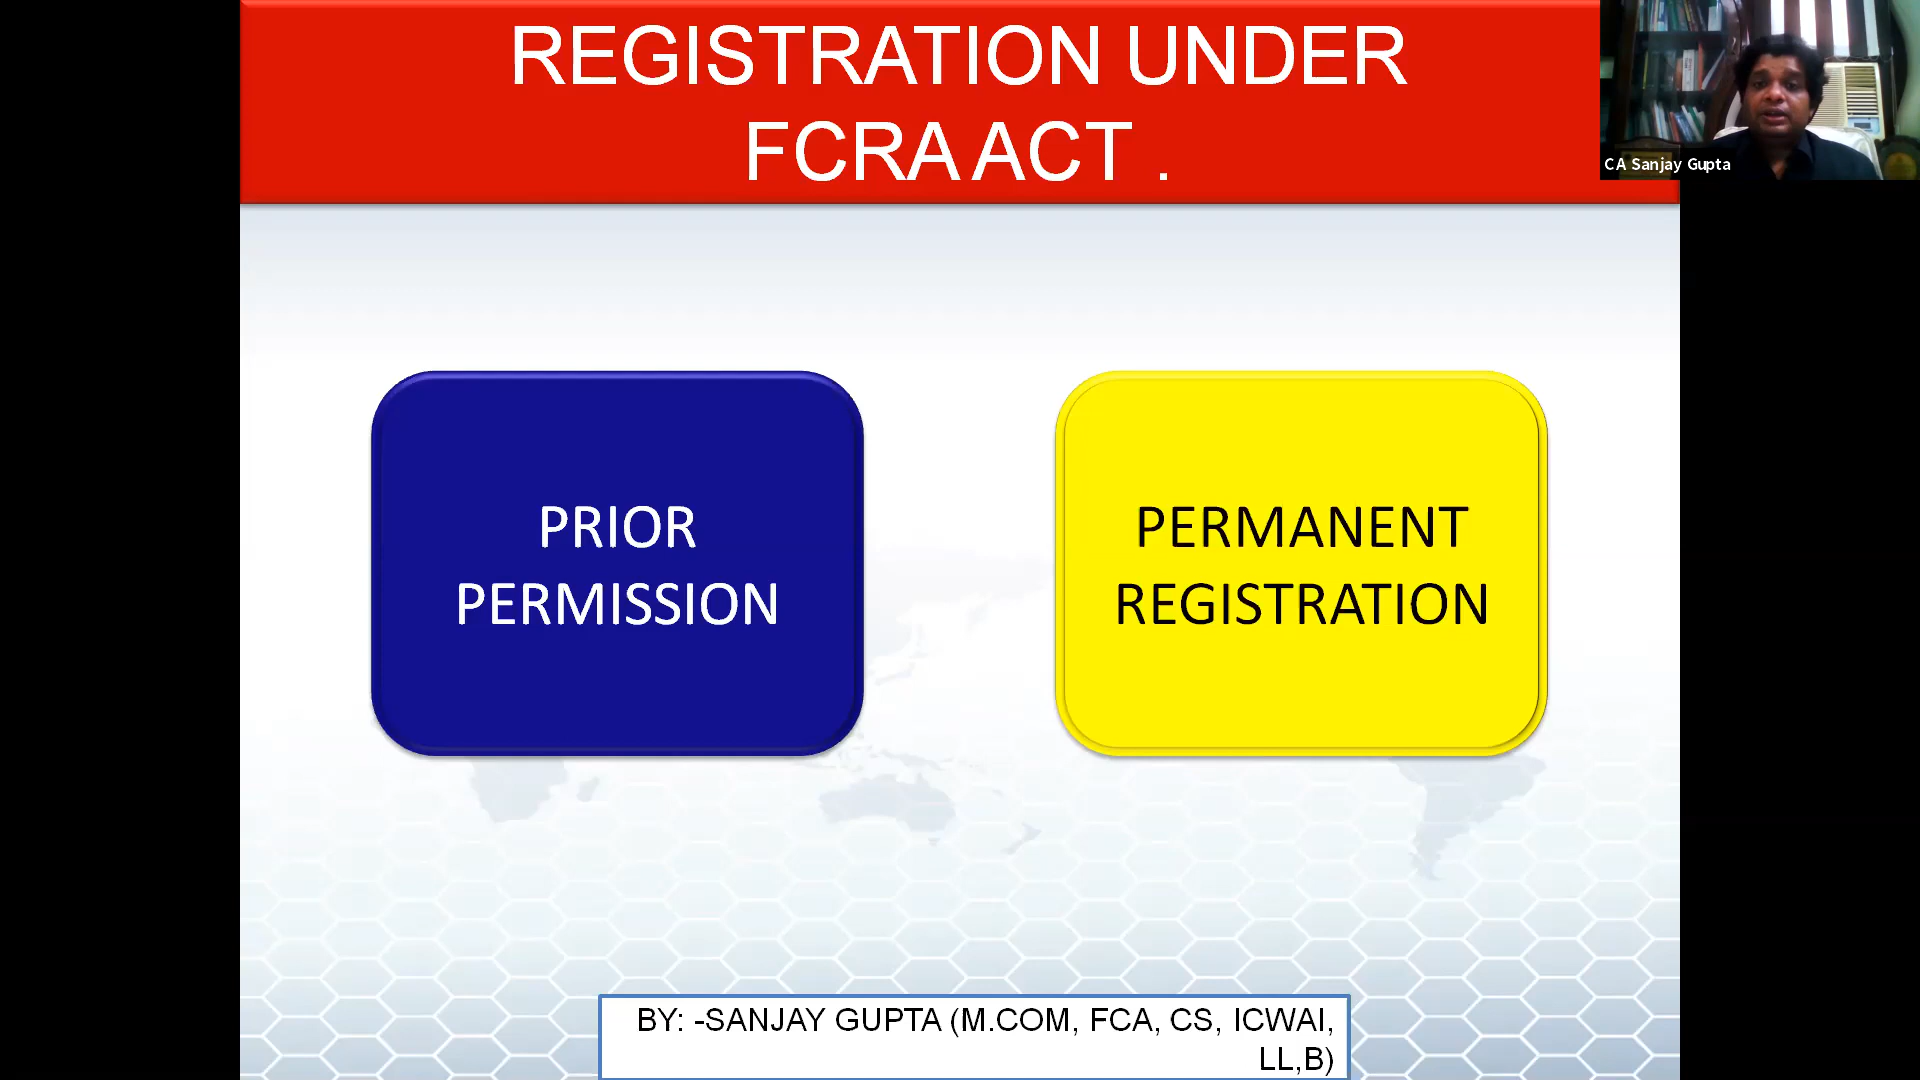 REGISTRATION UNDER
FCRA ACT .
CA Sanjay Gupta
PRIOR
PERMISSION
PERMANENT
REGISTRATION
BY: -SANJAY GUPTA (M.COM, FCA, CS, ICWAI,
LL,B)